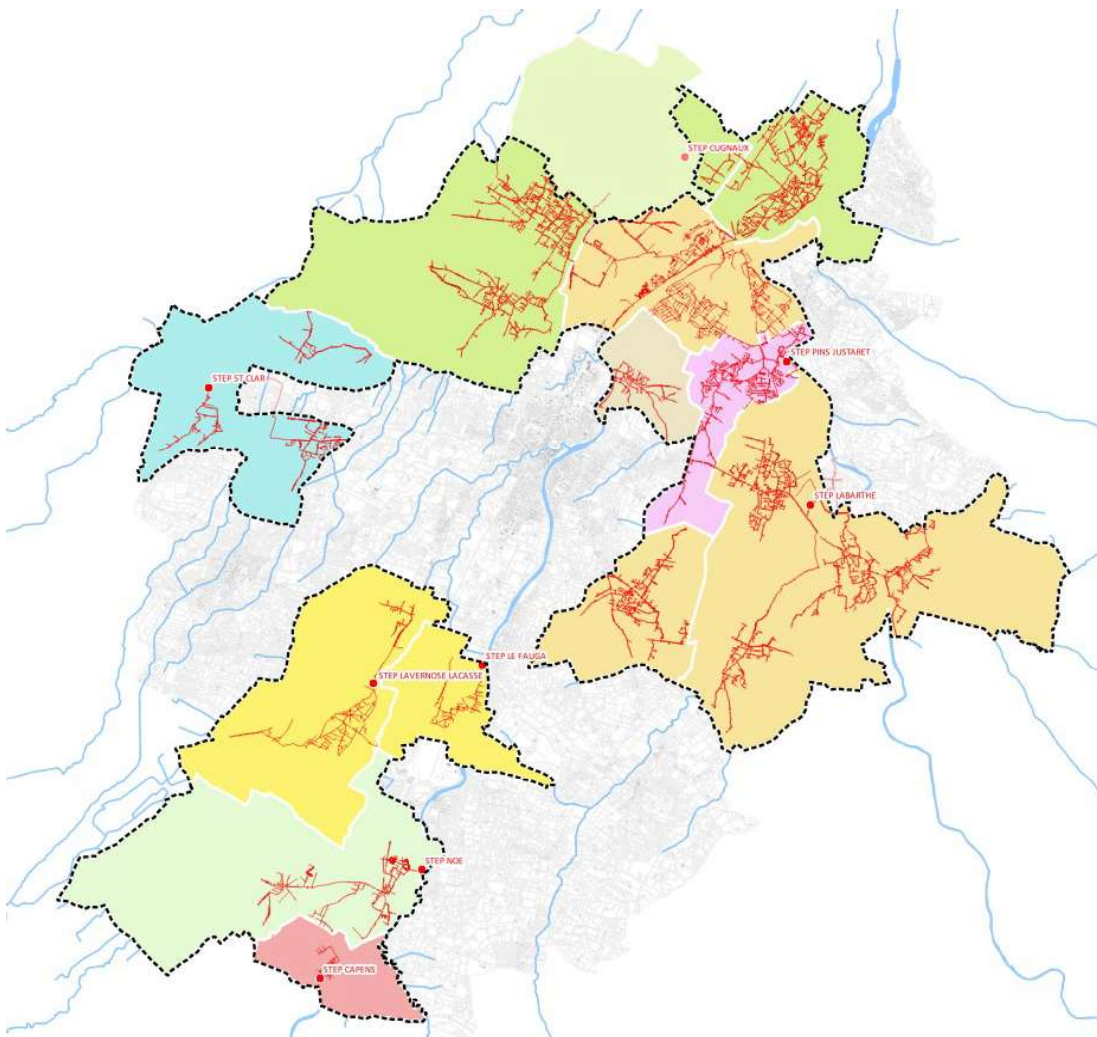 STEP CUGNAUX
STEP PINS JUSTARET
STEP ST CLAR
STEP LABARTHE
STEP LE FAUGA
STEP LAVERNOSE LACASSE
STEP NOE
STEP CAPENS